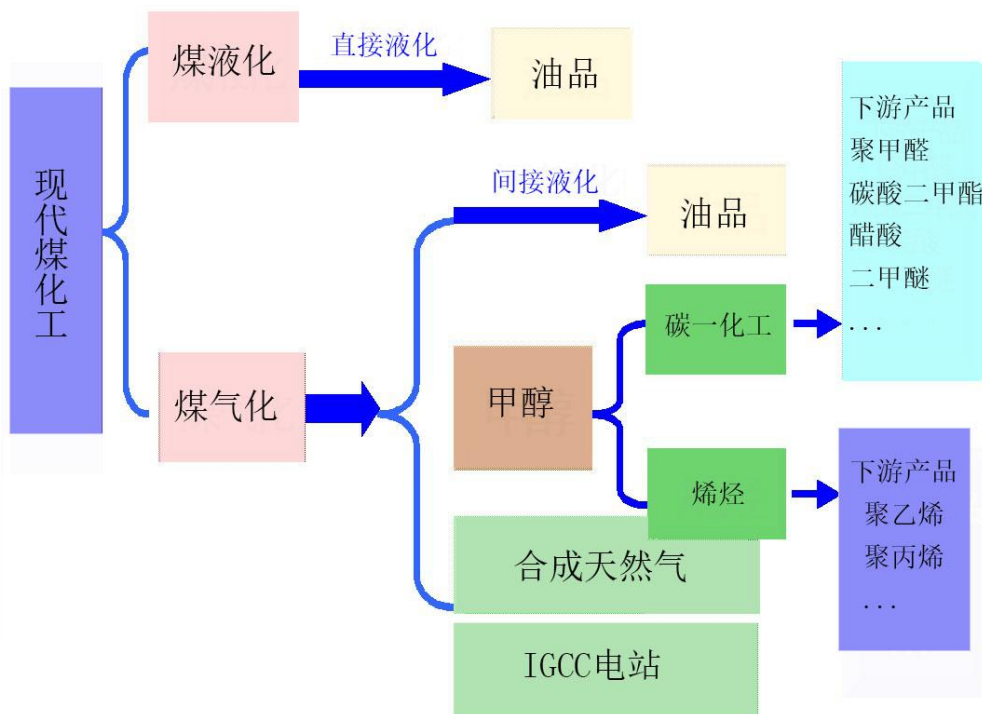 现代煤化工
煤液化
直接液化
油品
煤气化
间接液化
油品
甲醇
碳一化工
下游产品
聚甲醛
碳酸二甲酯
醋酸
二甲醚
...
烯烃
下游产品
聚乙烯
聚丙烯
...
合成天然气
IGCC电站